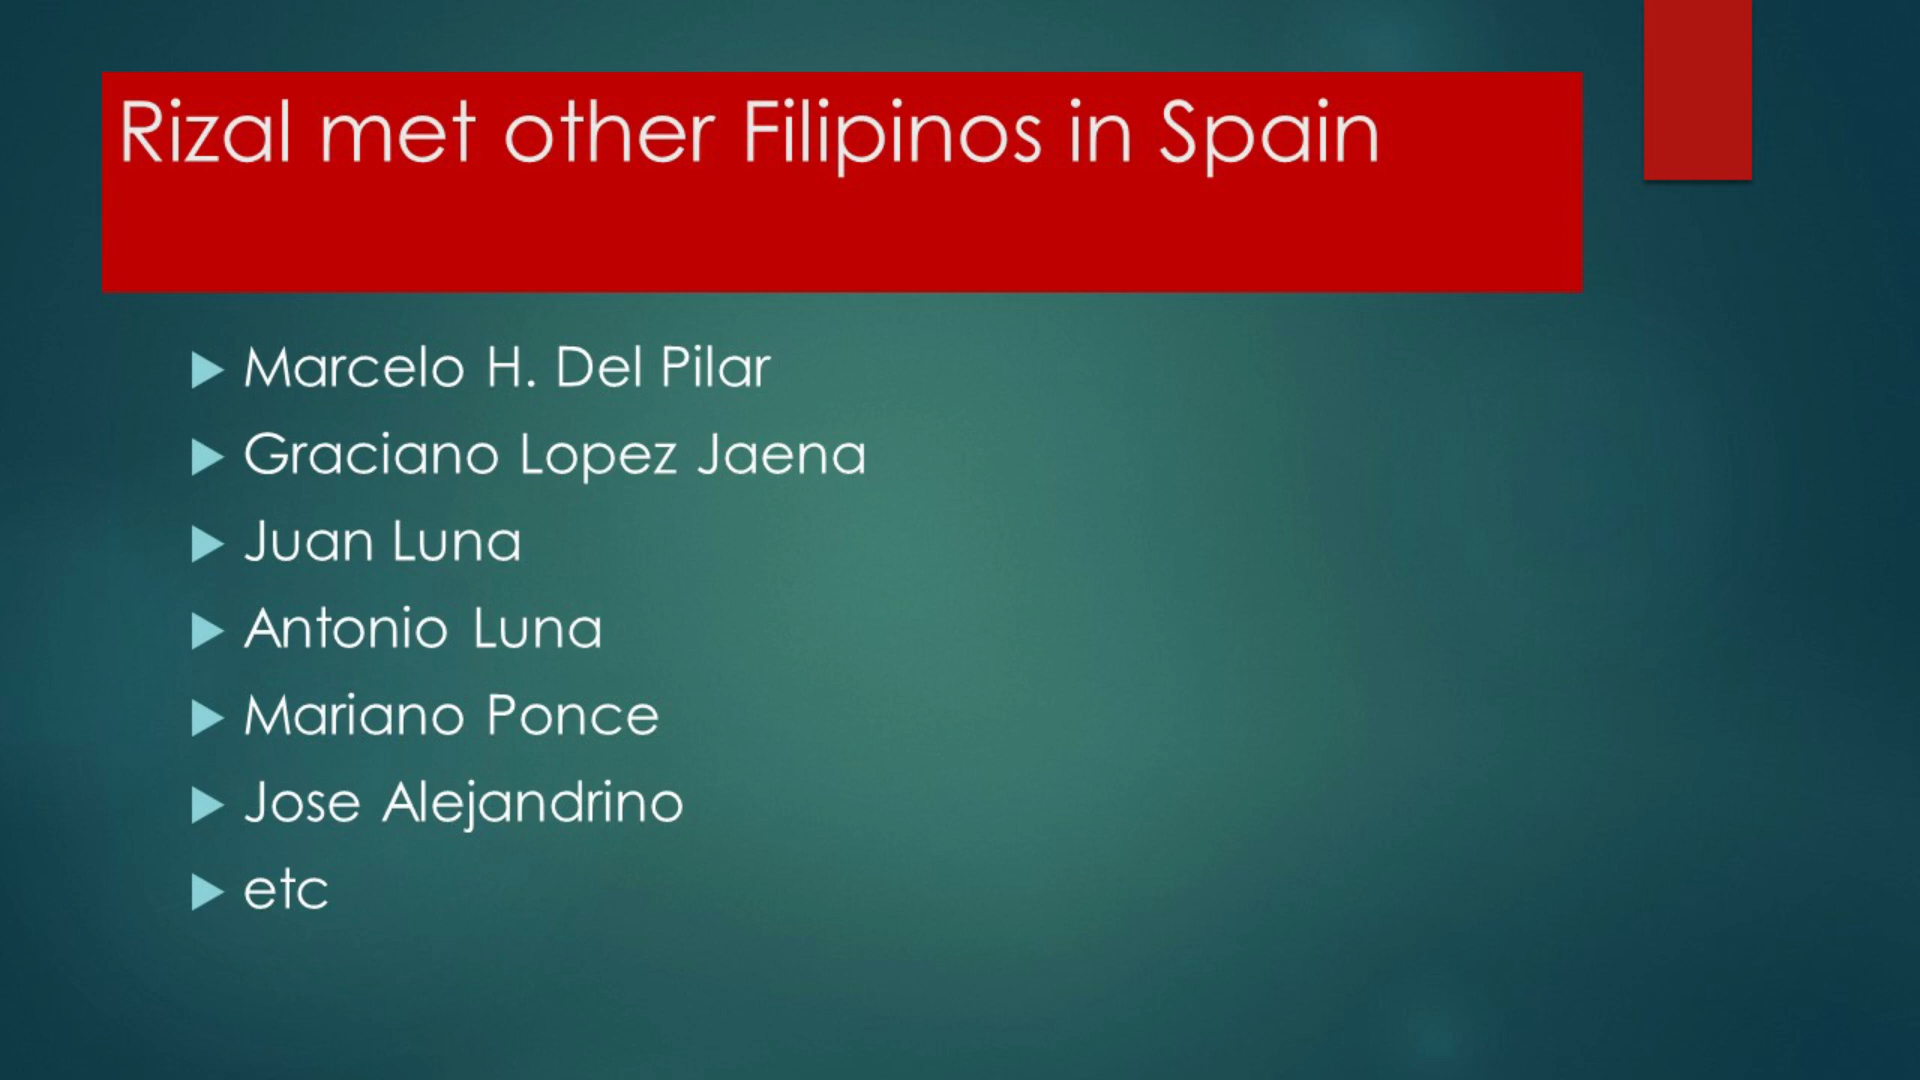 Rizal met other Filipinos in Spain
Marcelo H. Del Pilar
Graciano Lopez Jaena
Juan Luna
Antonio Luna
Mariano Ponce
Jose Alejandrino
etc